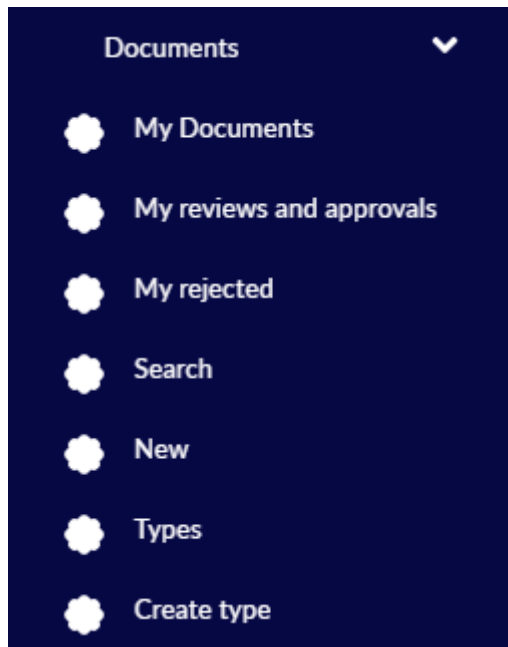 Documents
My Documents
My reviews and approvals
My rejected
Search
New
Types
Create type